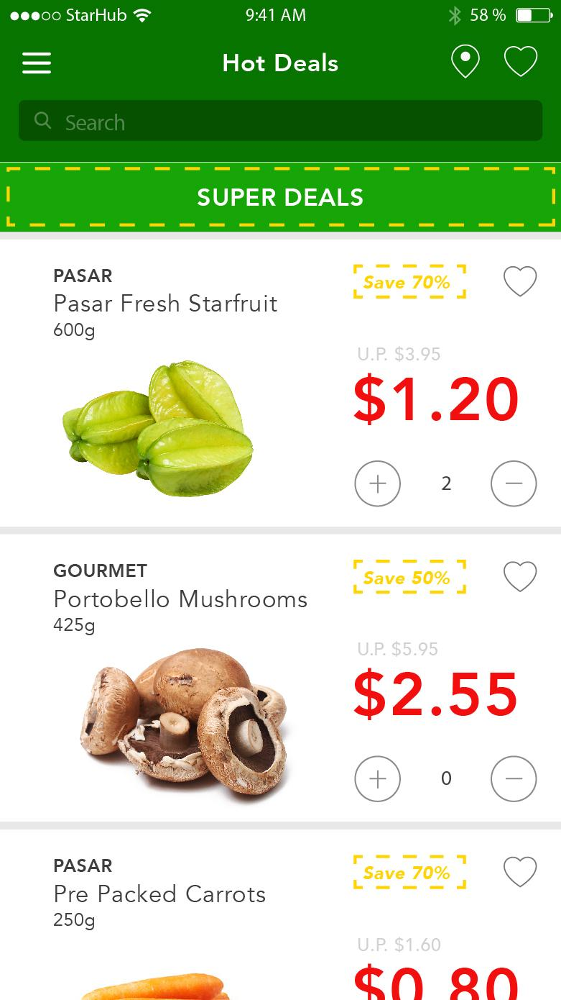 StarHub 9:41 AM 58 %
Hot Deals
Search
SUPER DEALS
PASAR
Pasar Fresh Starfruit
600g
Save 70%
U.P. $3.95
$1.20
2
GOURMET
Portobello Mushrooms
425g
Save 50%
U.P. $5.95
$2.55
0
PASAR
Pre Packed Carrots
250g
Save 70%
U.P. $1.60
$0.80